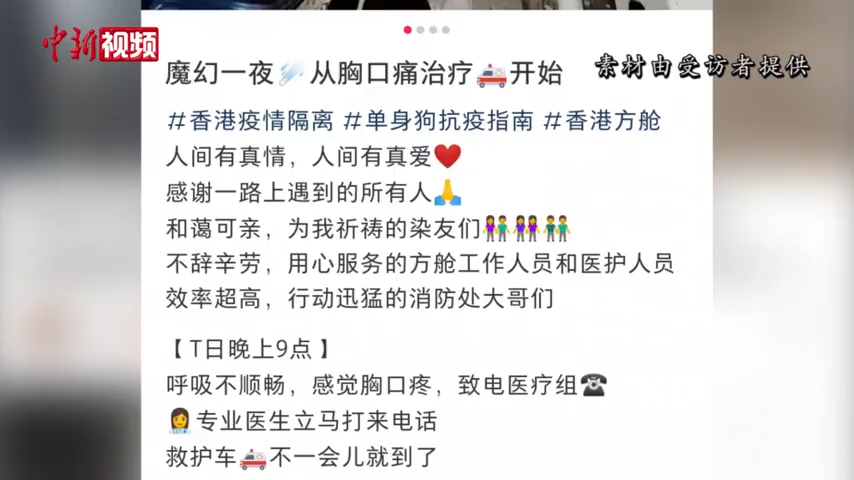 中新视频
素材由受访者提供
魔幻一夜☄️从胸口痛治疗🚑开始
#香港疫情隔离 #单身狗抗疫指南 #香港方舱
人间有真情，人间有真爱❤️
感谢一路上遇到的所有人🙏
和蔼可亲，为我祈祷的染友们👫👭👬
不辞辛劳，用心服务的方舱工作人员和医护人员
效率超高，行动迅猛的消防处大哥们
【T日晚上9点】
呼吸不顺畅，感觉胸口疼，致电医疗组☎️
👩‍⚕️专业医生立马打来电话
救护车🚑不一会儿就到了